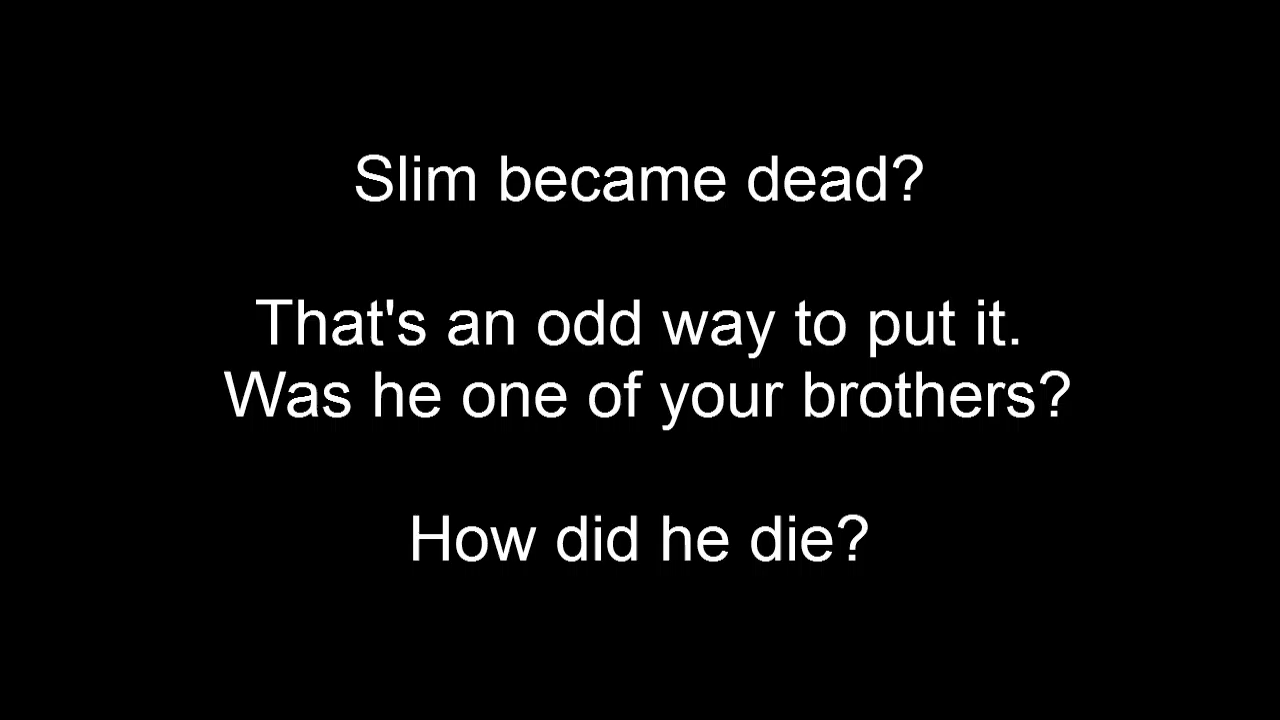 Slim became dead?
That's an odd way to put it.
Was he one of your brothers?
How did he die?